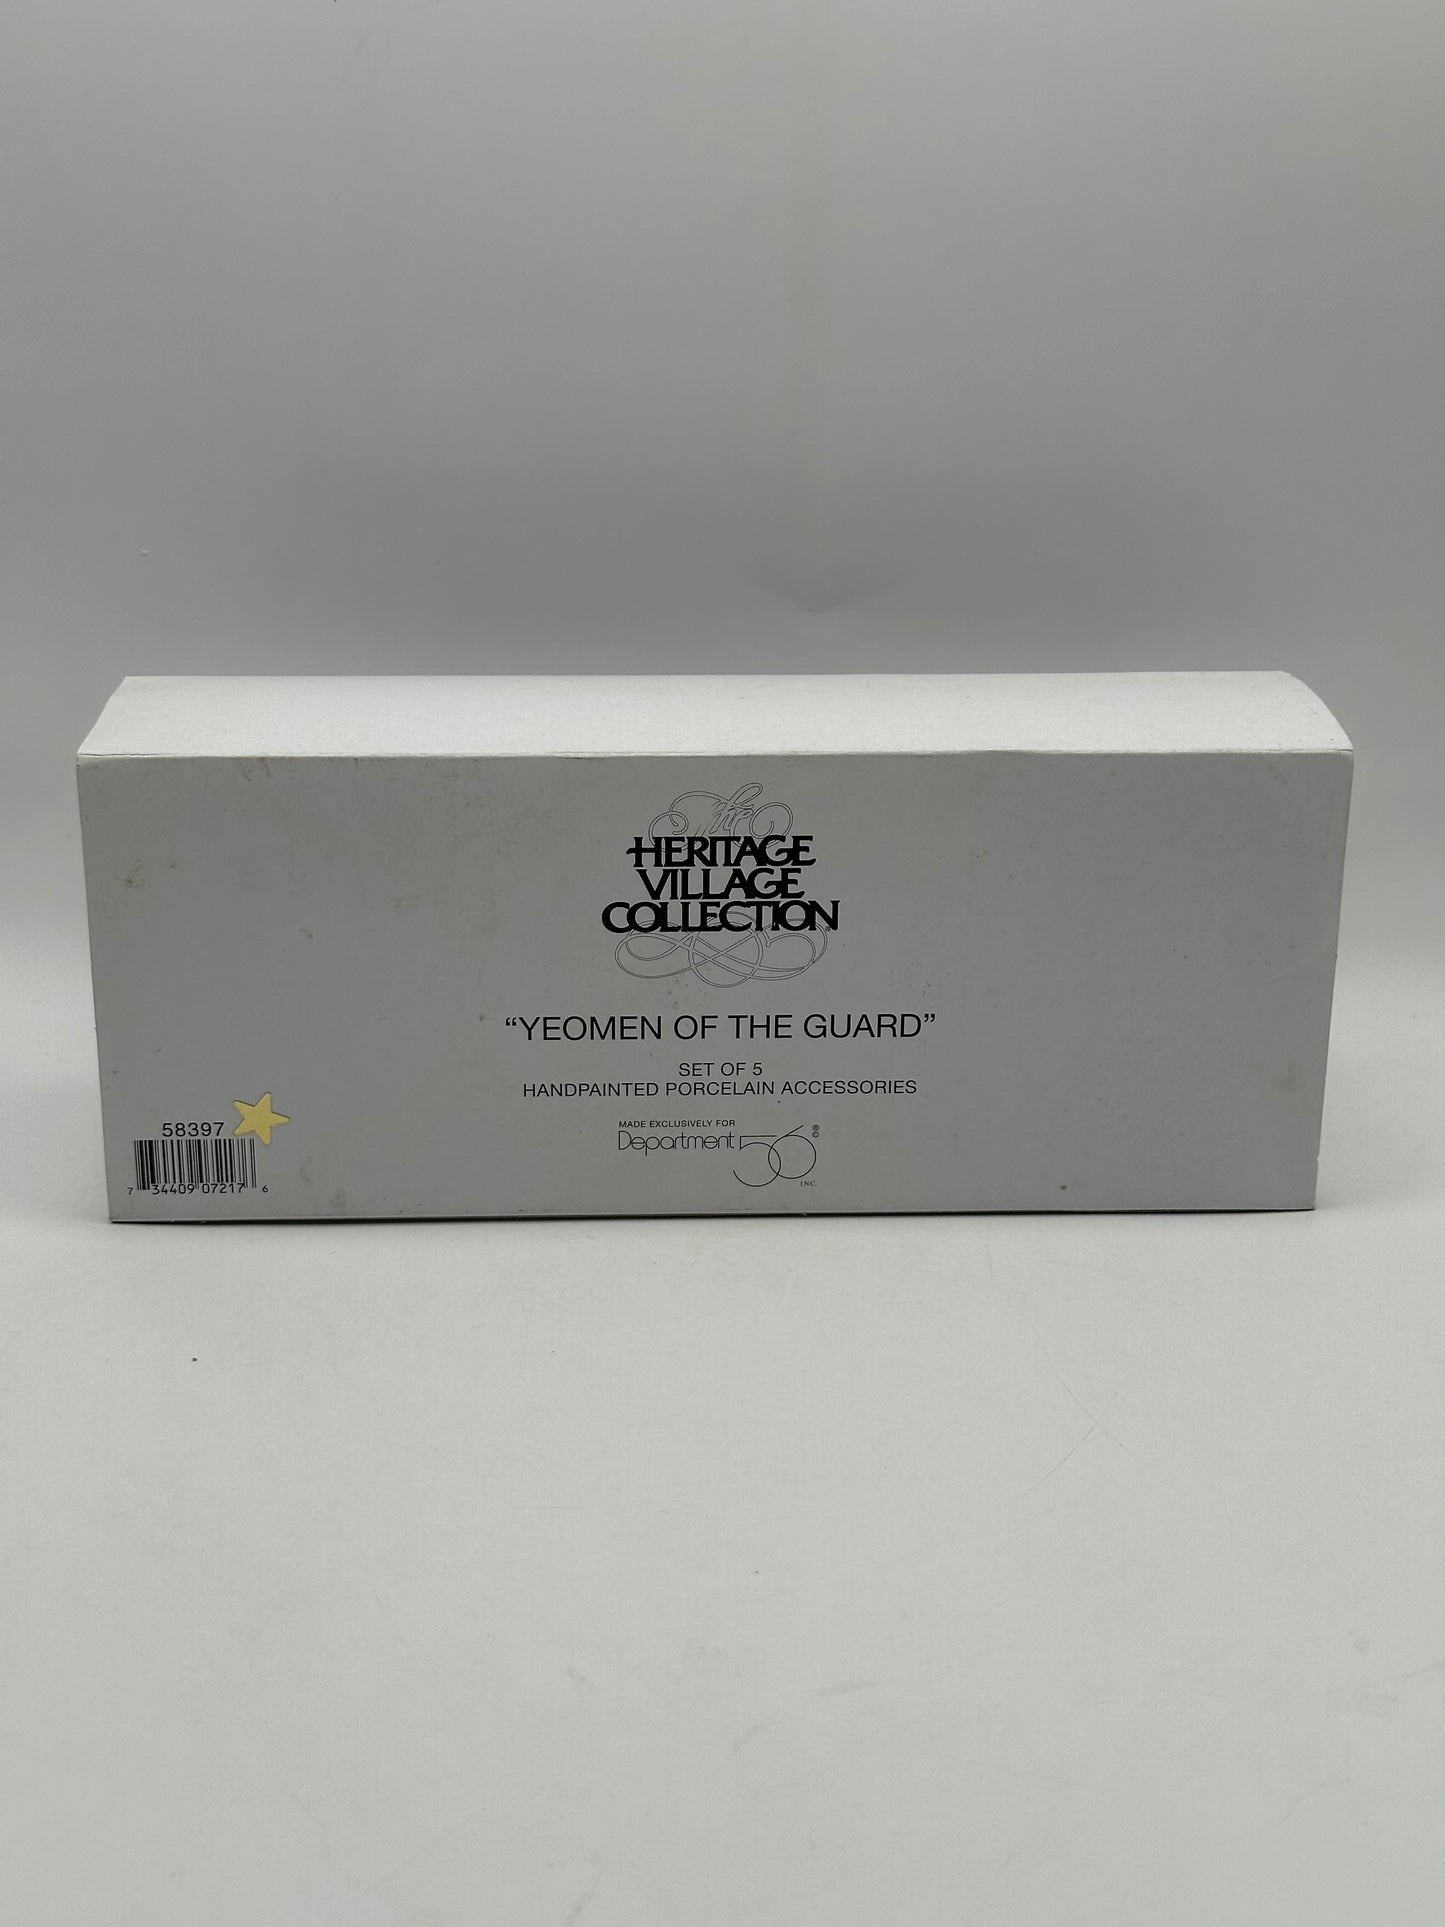 The
HERITAGE
VILLAGE
COLLECTION®
“YEOMEN OF THE GUARD”
SET OF 5
HANDPAINTED PORCELAIN ACCESSORIES
MADE EXCLUSIVELY FOR
Department 56 ®©
INC.
58397
7 34409 07217 6